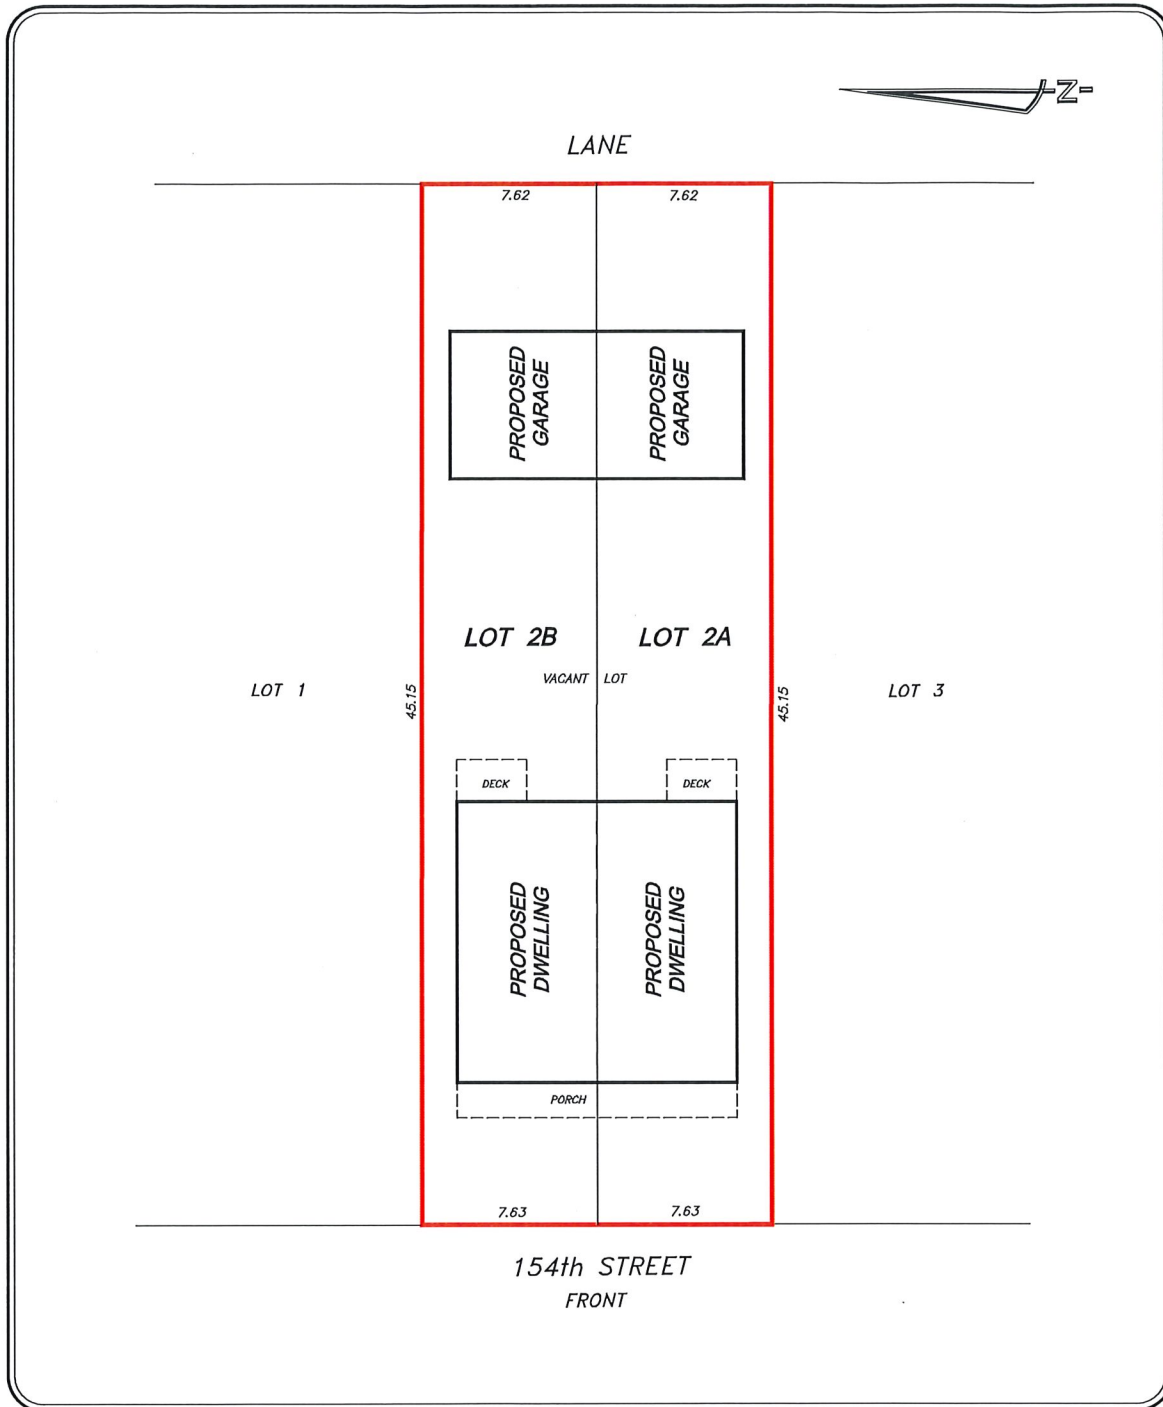 -Z-
LANE
7.62
7.62
PROPOSED
GARAGE
PROPOSED
GARAGE
LOT 2B
LOT 2A
VACANT LOT
LOT 1
45.15
45.15
LOT 3
DECK
DECK
PROPOSED
DWELLING
PROPOSED
DWELLING
PORCH
7.63
7.63
154th STREET
FRONT